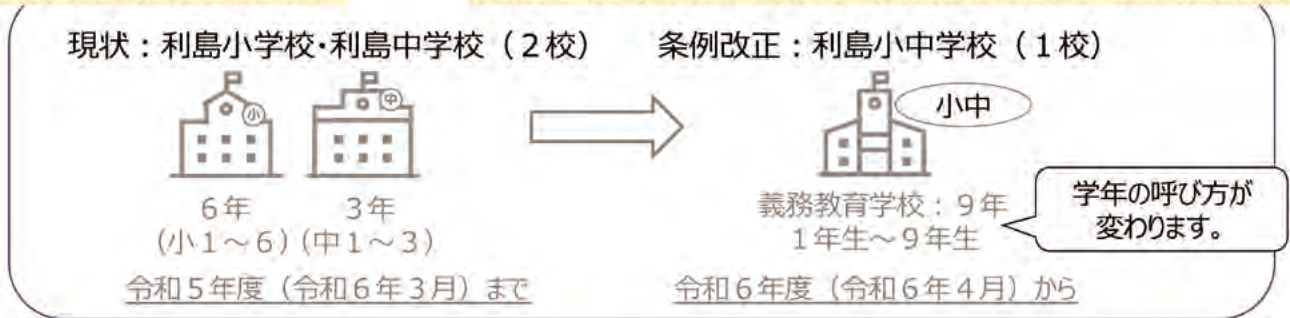 現状：利島小学校・利島中学校（２校）
小
中
６年
３年
（小１～６）（中１～３）
令和５年度（令和６年３月）まで
条例改正：利島小中学校（１校）
小中
義務教育学校：９年
１年生～９年生
学年の呼び方が
変わります。
令和６年度（令和６年４月）から